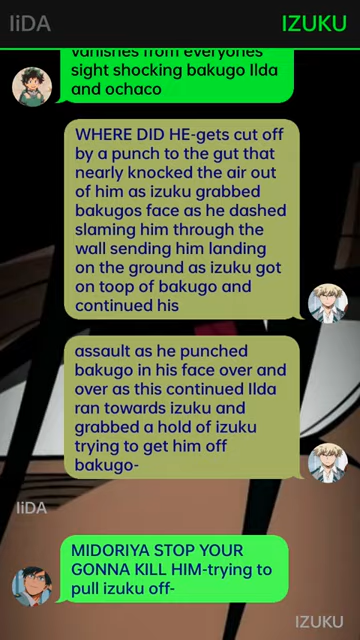 IiDA
IZUKU
vanishes from everyones
sight shocking bakugo IIda
and ochaco
WHERE DID HE-gets cut off
by a punch to the gut that
nearly knocked the air out
of him as izuku grabbed
bakugos face as he dashed
slaming him through the
wall sending him landing
on the ground as izuku got
on toop of bakugo and
continued his
assault as he punched
bakugo in his face over and
over as this continued IIda
ran towards izuku and
grabbed a hold of izuku
trying to get him off
bakugo-
IiDA
MIDORIYA STOP YOUR
GONNA KILL HIM-trying to
pull izuku off-
IZUKU